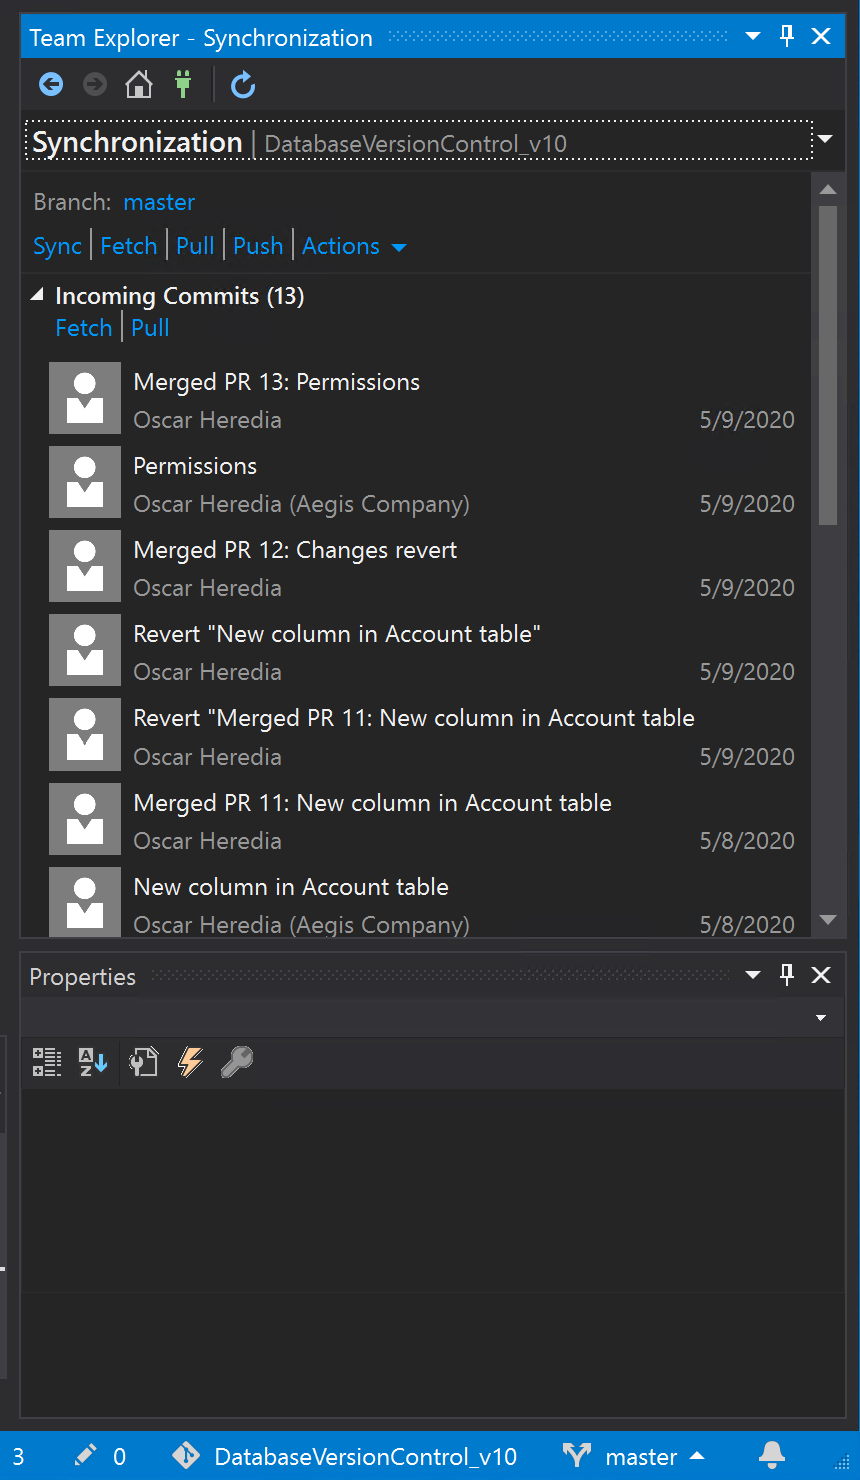 Team Explorer - Synchronization
Synchronization | DatabaseVersionControl_v10
Branch: master
Sync | Fetch | Pull | Push | Actions
Incoming Commits (13)
Fetch | Pull
Merged PR 13: Permissions
Oscar Heredia 5/9/2020
Permissions
Oscar Heredia (Aegis Company) 5/9/2020
Merged PR 12: Changes revert
Oscar Heredia 5/9/2020
Revert "New column in Account table"
Oscar Heredia 5/9/2020
Revert "Merged PR 11: New column in Account table
Oscar Heredia 5/9/2020
Merged PR 11: New column in Account table
Oscar Heredia 5/8/2020
New column in Account table
Oscar Heredia (Aegis Company) 5/8/2020
Properties
3 0 DatabaseVersionControl_v10 master